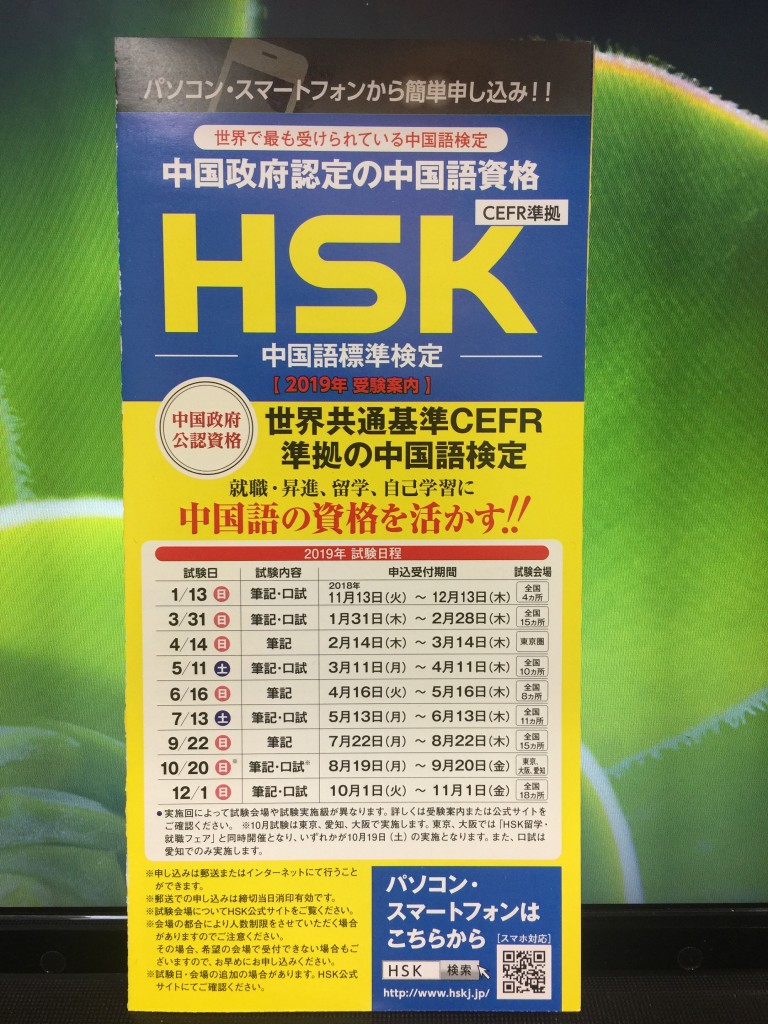 パソコン・スマートフォンから簡単申し込み!!
世界で最も受けられている中国語検定
中国政府認定の中国語資格
CEFR準拠
HSK
中国語標準検定
【2019年 受験案内】
中国政府
公認資格
世界共通基準CEFR
準拠の中国語検定
就職・昇進、留学、自己学習に
中国語の資格を活かす!!
2019年 試験日程
試験日 試験内容 申込受付期間 試験会場
1/13 日 筆記・口試 2018年 11月13日(火) ~ 12月13日(木) 全国4ヵ所
3/31 日 筆記・口試 1月31日(木) ~ 2月28日(木) 全国15ヵ所
4/14 日 筆記 2月14日(木) ~ 3月14日(木) 東京圏
5/11 土 筆記・口試 3月11日(月) ~ 4月11日(木) 全国10ヵ所
6/16 日 筆記 4月16日(火) ~ 5月16日(木) 全国8ヵ所
7/13 土 筆記・口試 5月13日(月) ~ 6月13日(木) 全国11ヵ所
9/22 日 筆記 7月22日(月) ~ 8月22日(木) 全国15ヵ所
10/20 日※ 筆記・口試※ 8月19日(月) ~ 9月20日(金) 東京、大阪、愛知
12/1 日 筆記・口試 10月1日(火) ~ 11月1日(金) 全国18ヵ所
●実施回によって試験会場や試験実施級が異なります。詳しくは受験案内または公式サイトを
ご確認ください。 ※10月試験は東京、愛知、大阪で実施します。東京、大阪では「HSK留学・
就職フェア」と同時開催となり、いずれかが10月19日(土)の実施となります。また、口試は
愛知でのみ実施します。
※申し込みは郵送またはインターネットにて行うこと
ができます。
※郵送での申し込みは締切当日消印有効です。
※試験会場についてHSK公式サイトをご覧ください。
※会場の都合により人数制限をさせていただく場合
がありますのでご注意ください。
その場合、希望の会場で受付できない場合もござ
いますので、お早めにお申し込みください。
※試験日・会場の追加の場合があります。HSK公式
サイトにてご確認ください。
パソコン・
スマートフォンは
こちらから
[スマホ対応]
HSK 検索
http://www.hskj.jp/